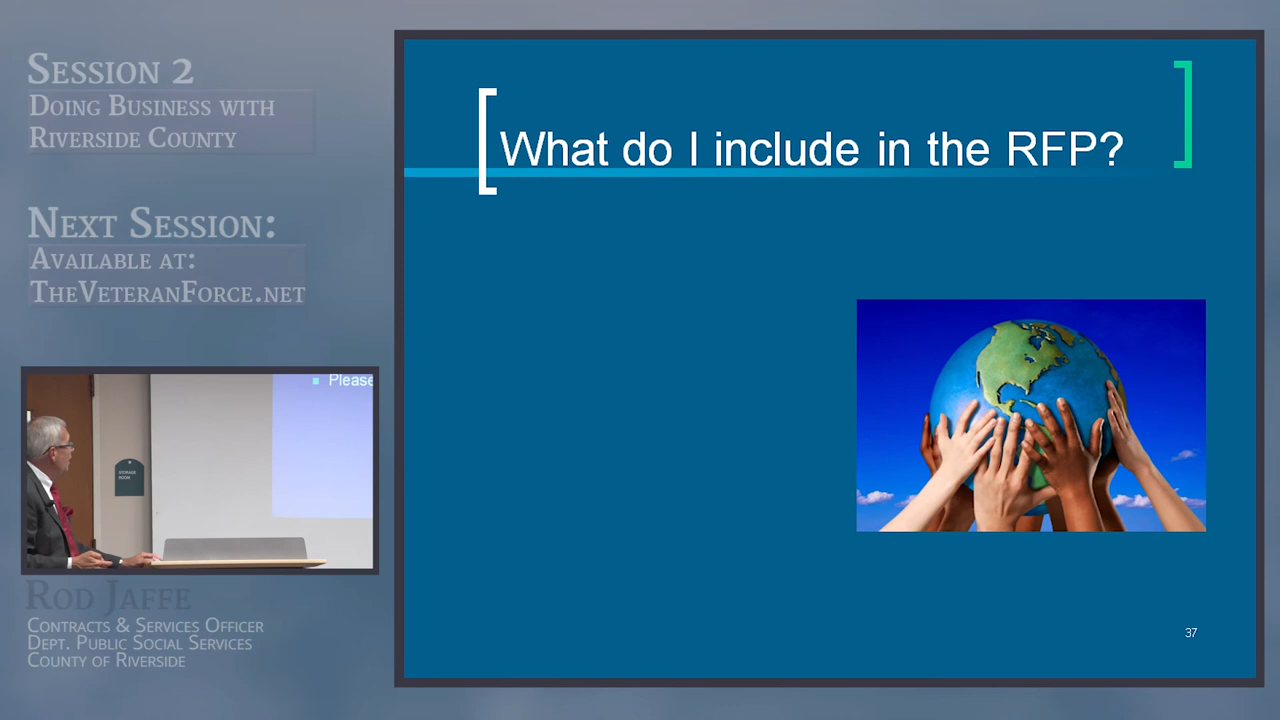 Session 2
Doing Business with
Riverside County
Next Session:
Available at:
TheVeteranForce.net
Please
STORAGE
ROOM
Rod Jaffe
Contracts & Services Officer
Dept. Public Social Services
County of Riverside
What do I include in the RFP?
37